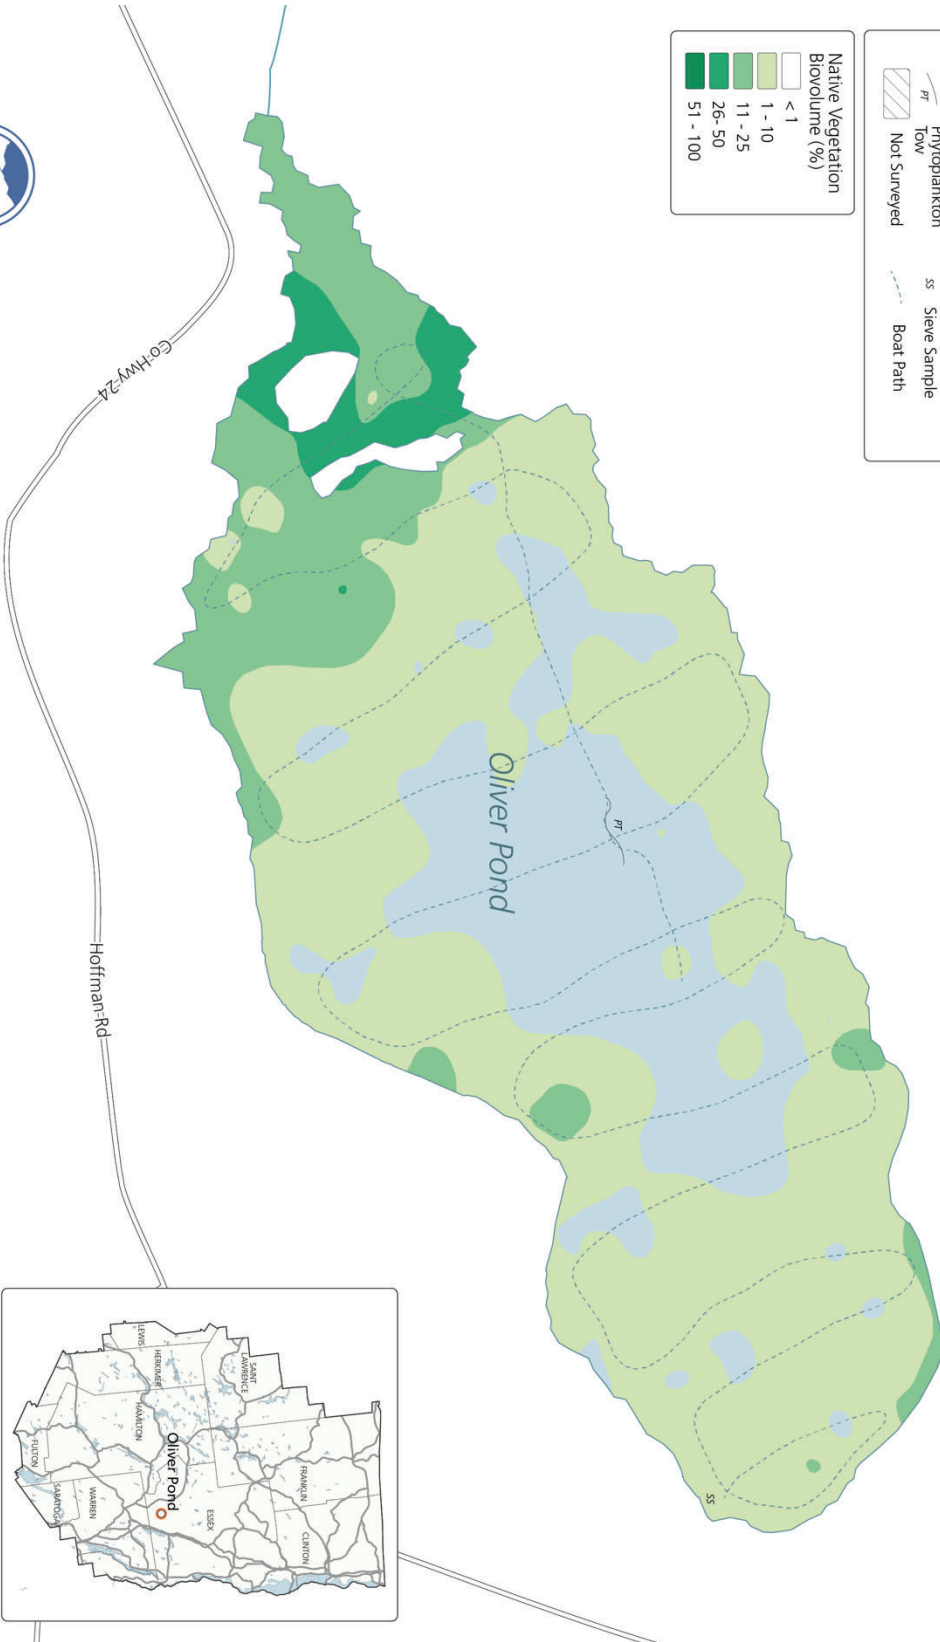 Phytoplankton
Tow
PT
Not Surveyed
SS
Sieve Sample
Boat Path
Native Vegetation
Biovolume (%)
< 1
1 - 10
11 - 25
26- 50
51 - 100
Co-Hwy-24
Oliver Pond
PT
Hoffman-Rd
SS
SAINT
LAWRENCE
FRANKLIN
CLINTON
LEWIS
HERKIMER
HAMILTON
ESSEX
Oliver Pond
WARREN
FULTON
SARATOGA